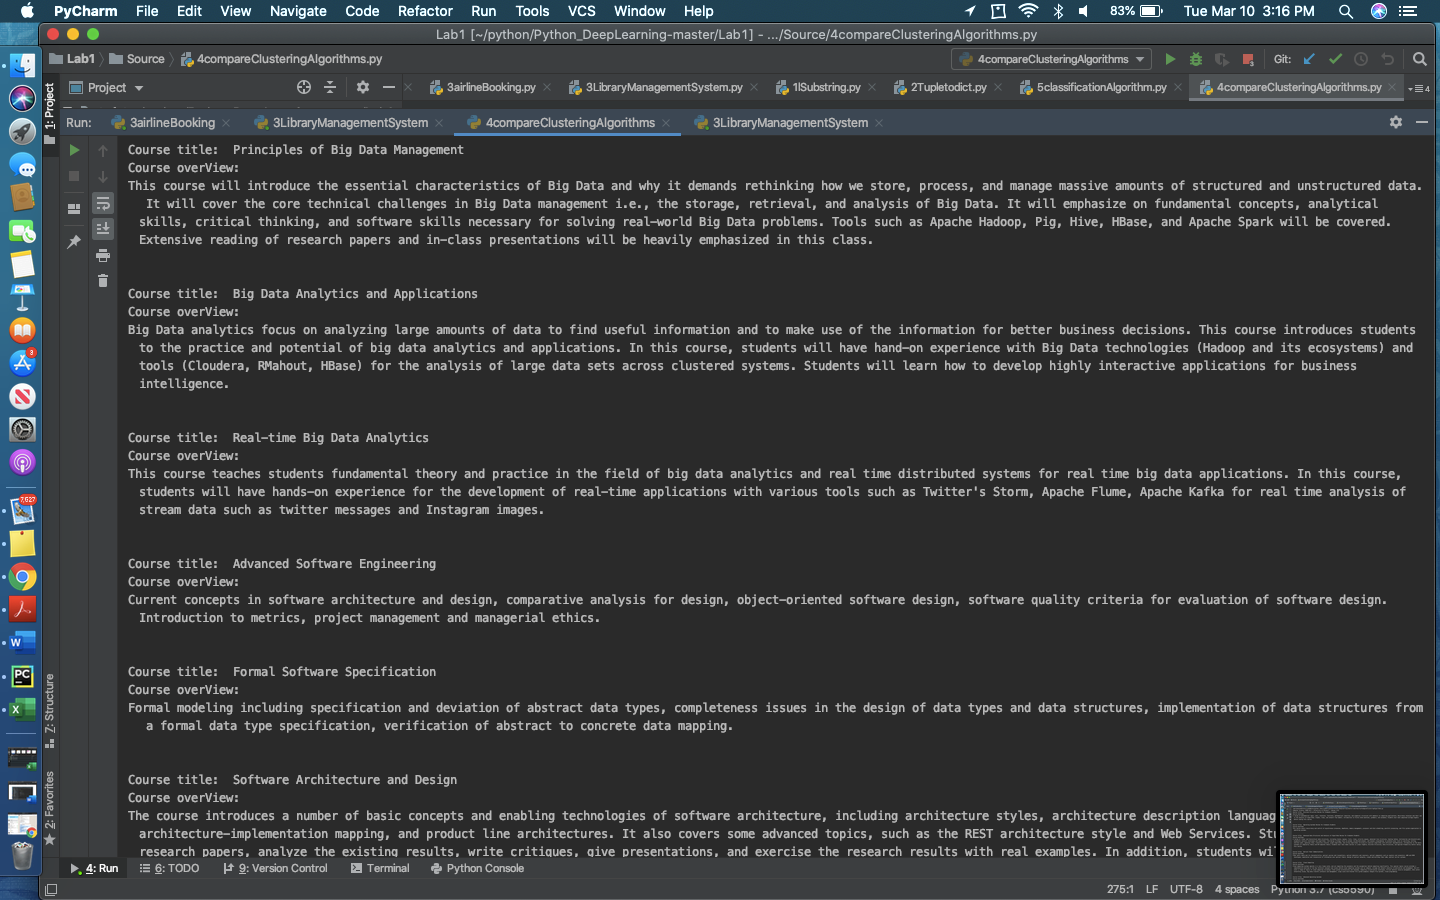 PyCharm File Edit View Navigate Code Refactor Run Tools VCS Window Help 83% Tue Mar 10 3:16 PM
Lab1 [~/python/Python_DeepLearning-master/Lab1] - .../Source/4compareClusteringAlgorithms.py
Lab1 Source 4compareClusteringAlgorithms.py 4compareClusteringAlgorithms Git:
Project 3airlineBooking.py 3LibraryManagementSystem.py 1lSubstring.py 2Tupletodict.py 5classificationAlgorithm.py 4compareClusteringAlgorithms.py 4
1: Project
Run: 3airlineBooking 3LibraryManagementSystem 4compareClusteringAlgorithms 3LibraryManagementSystem
Course title:  Principles of Big Data Management
Course overView:
This course will introduce the essential characteristics of Big Data and why it demands rethinking how we store, process, and manage massive amounts of structured and unstructured data.
It will cover the core technical challenges in Big Data management i.e., the storage, retrieval, and analysis of Big Data. It will emphasize on fundamental concepts, analytical
skills, critical thinking, and software skills necessary for solving real-world Big Data problems. Tools such as Apache Hadoop, Pig, Hive, HBase, and Apache Spark will be covered.
Extensive reading of research papers and in-class presentations will be heavily emphasized in this class.
Course title:  Big Data Analytics and Applications
Course overView:
Big Data analytics focus on analyzing large amounts of data to find useful information and to make use of the information for better business decisions. This course introduces students
to the practice and potential of big data analytics and applications. In this course, students will have hand-on experience with Big Data technologies (Hadoop and its ecosystems) and
tools (Cloudera, RMahout, HBase) for the analysis of large data sets across clustered systems. Students will learn how to develop highly interactive applications for business
intelligence.
Course title:  Real-time Big Data Analytics
Course overView:
This course teaches students fundamental theory and practice in the field of big data analytics and real time distributed systems for real time big data applications. In this course,
students will have hands-on experience for the development of real-time applications with various tools such as Twitter's Storm, Apache Flume, Apache Kafka for real time analysis of
stream data such as twitter messages and Instagram images.
Course title:  Advanced Software Engineering
Course overView:
Current concepts in software architecture and design, comparative analysis for design, object-oriented software design, software quality criteria for evaluation of software design.
Introduction to metrics, project management and managerial ethics.
Course title:  Formal Software Specification
Course overView:
Formal modeling including specification and deviation of abstract data types, completeness issues in the design of data types and data structures, implementation of data structures from
a formal data type specification, verification of abstract to concrete data mapping.
Course title:  Software Architecture and Design
Course overView:
The course introduces a number of basic concepts and enabling technologies of software architecture, including architecture styles, architecture description languag
architecture-implementation mapping, and product line architectures. It also covers some advanced topics, such as the REST architecture style and Web Services. St
research papers, analyze the existing results, write critiques, give presentations, and exercise the research results with real examples. In addition, students wi
Z: Structure
2: Favorites
4: Run 6: TODO 9: Version Control Terminal Python Console
275:1 LF UTF-8 4 spaces Python 3.7 (cs5590)
3
7,527
W
PC
X